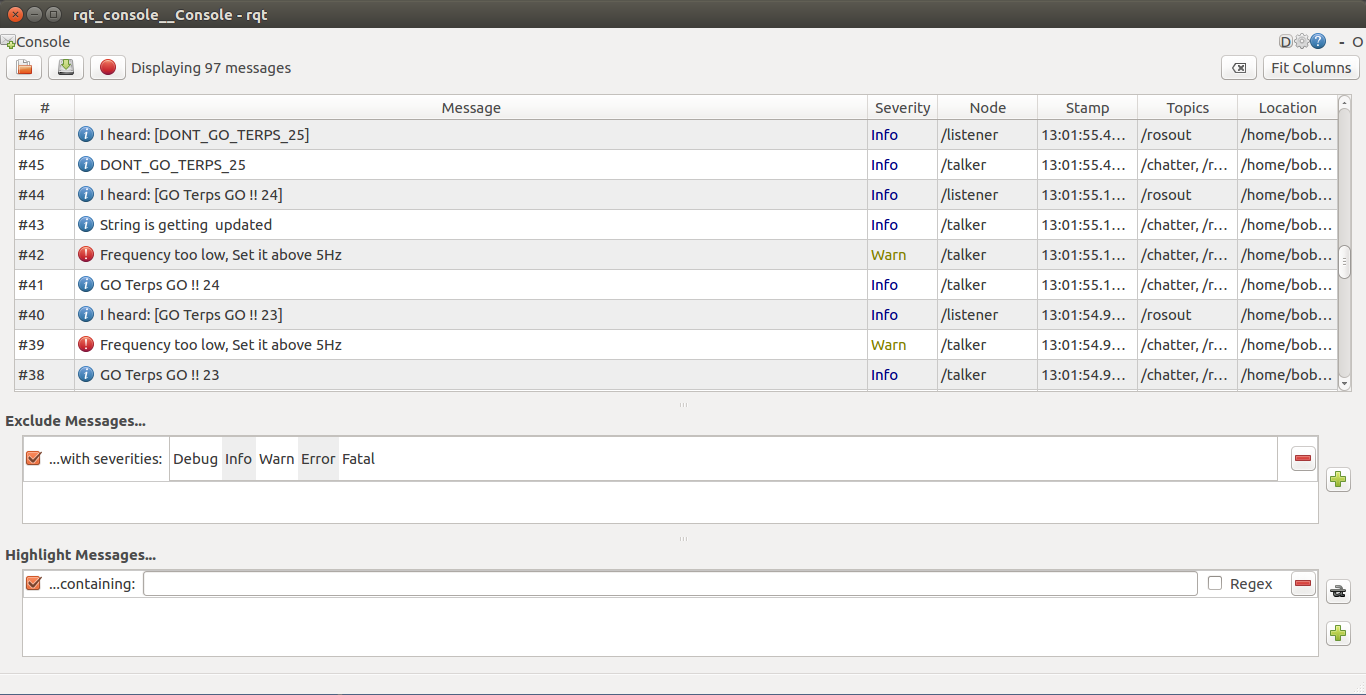 rqt_console__Console - rqt
Console D ? - O
Displaying 97 messages Fit Columns
# Message Severity Node Stamp Topics Location
#46 I heard: [DONT_GO_TERPS_25] Info /listener 13:01:55.4... /rosout /home/bob...
#45 DONT_GO_TERPS_25 Info /talker 13:01:55.4... /chatter, /r... /home/bob...
#44 I heard: [GO Terps GO !! 24] Info /listener 13:01:55.1... /rosout /home/bob...
#43 String is getting  updated Info /talker 13:01:55.1... /chatter, /r... /home/bob...
#42 Frequency too low, Set it above 5Hz Warn /talker 13:01:55.1... /chatter, /r... /home/bob...
#41 GO Terps GO !! 24 Info /talker 13:01:55.1... /chatter, /r... /home/bob...
#40 I heard: [GO Terps GO !! 23] Info /listener 13:01:54.9... /rosout /home/bob...
#39 Frequency too low, Set it above 5Hz Warn /talker 13:01:54.9... /chatter, /r... /home/bob...
#38 GO Terps GO !! 23 Info /talker 13:01:54.9... /chatter, /r... /home/bob...
Exclude Messages...
...with severities: Debug Info Warn Error Fatal
Highlight Messages...
...containing: Regex